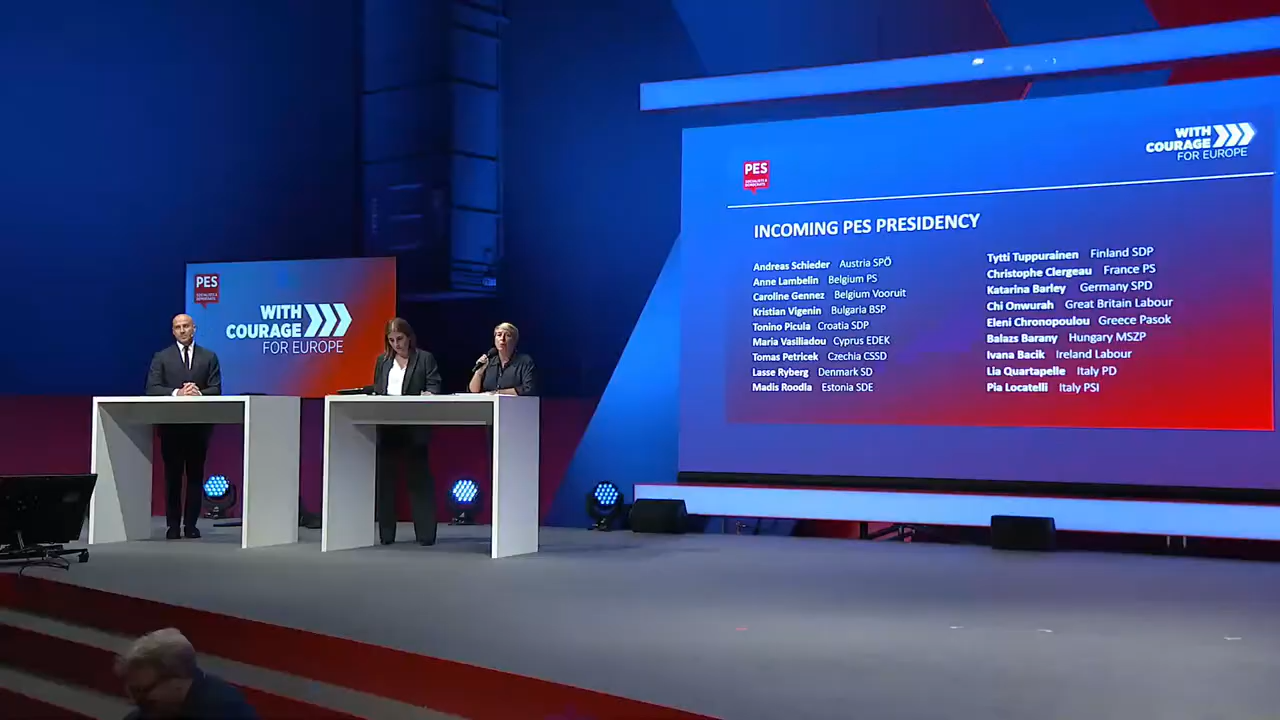 PES
SOCIALISTS &
DEMOCRATS
WITH
COURAGE
FOR EUROPE
PES
SOCIALISTS &
DEMOCRATS
WITH
COURAGE
FOR EUROPE
INCOMING PES PRESIDENCY
Andreas Schieder Austria SPÖ
Anne Lambelin Belgium PS
Caroline Gennez Belgium Vooruit
Kristian Vigenin Bulgaria BSP
Tonino Picula Croatia SDP
Maria Vasiliadou Cyprus EDEK
Tomas Petricek Czechia CSSD
Lasse Ryberg Denmark SD
Madis Roodla Estonia SDE
Tytti Tuppurainen Finland SDP
Christophe Clergeau France PS
Katarina Barley Germany SPD
Chi Onwurah Great Britain Labour
Eleni Chronopoulou Greece Pasok
Balazs Barany Hungary MSZP
Ivana Bacik Ireland Labour
Lia Quartapelle Italy PD
Pia Locatelli Italy PSI